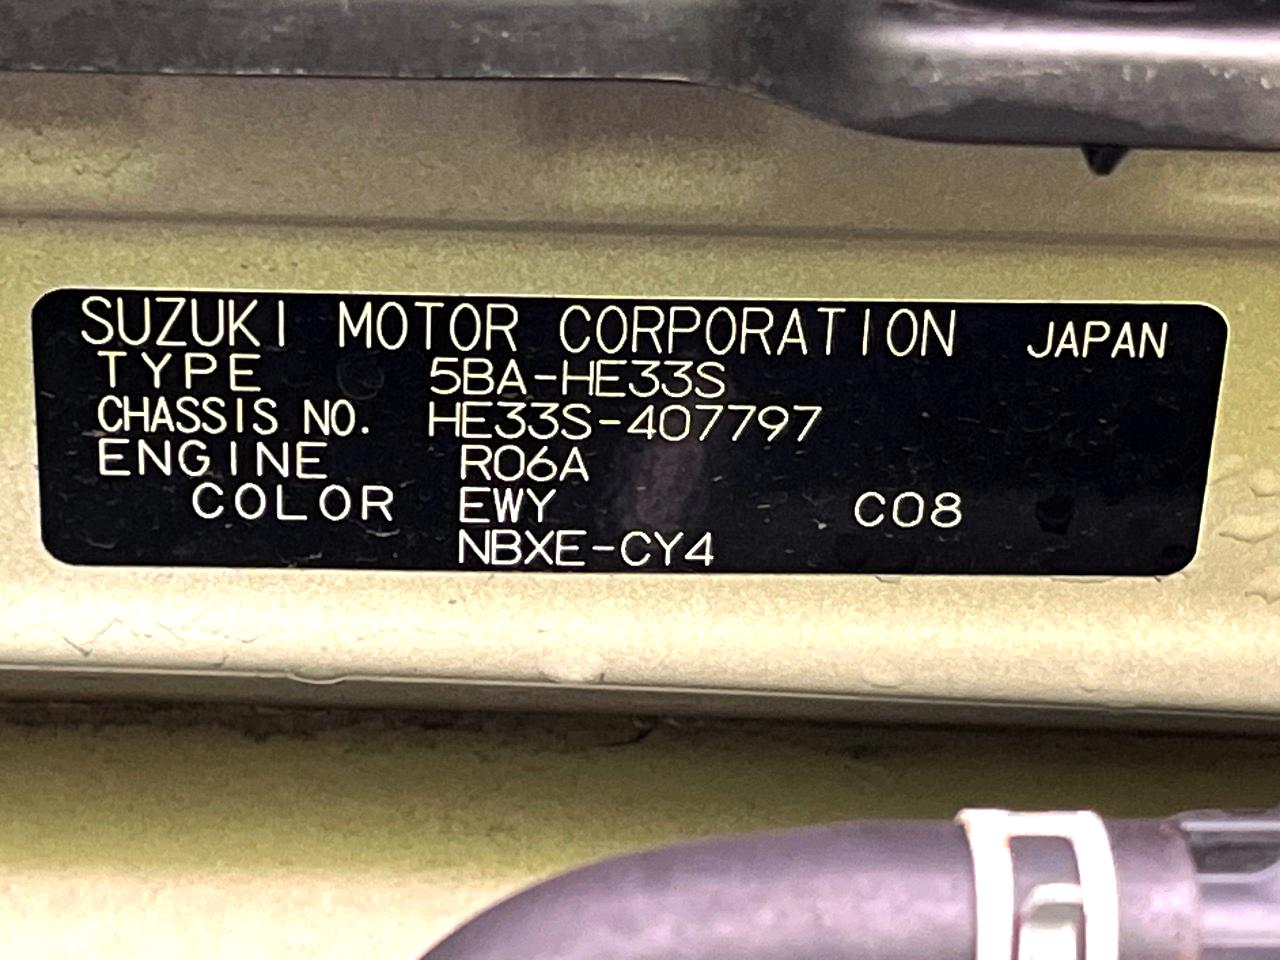 SUZUKI MOTOR CORPORATION JAPAN
TYPE 5BA-HE33S
CHASSIS NO. HE33S-407797
ENGINE R06A
COLOR EWY C08
NBXE-CY4